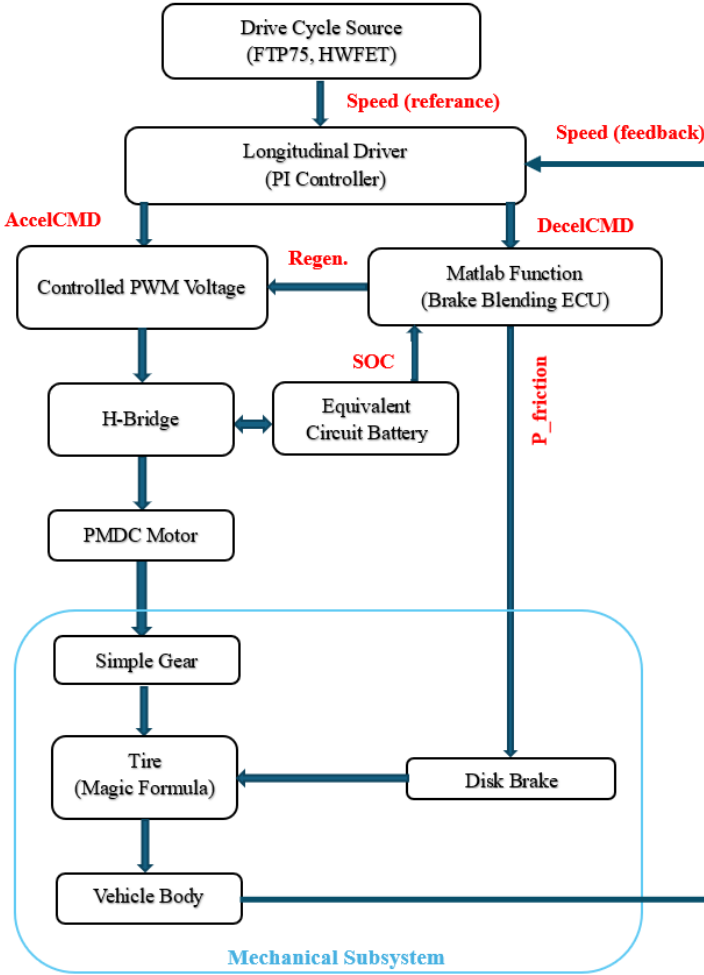 Drive Cycle Source
(FTP75, HWFET)
Speed (referance)
Speed (feedback)
Longitudinal Driver
(PI Controller)
AccelCMD
DecelCMD
Controlled PWM Voltage
Regen.
Matlab Function
(Brake Blending ECU)
SOC
P_friction
H-Bridge
Equivalent
Circuit Battery
PMDC Motor
Simple Gear
Tire
(Magic Formula)
Disk Brake
Vehicle Body
Mechanical Subsystem